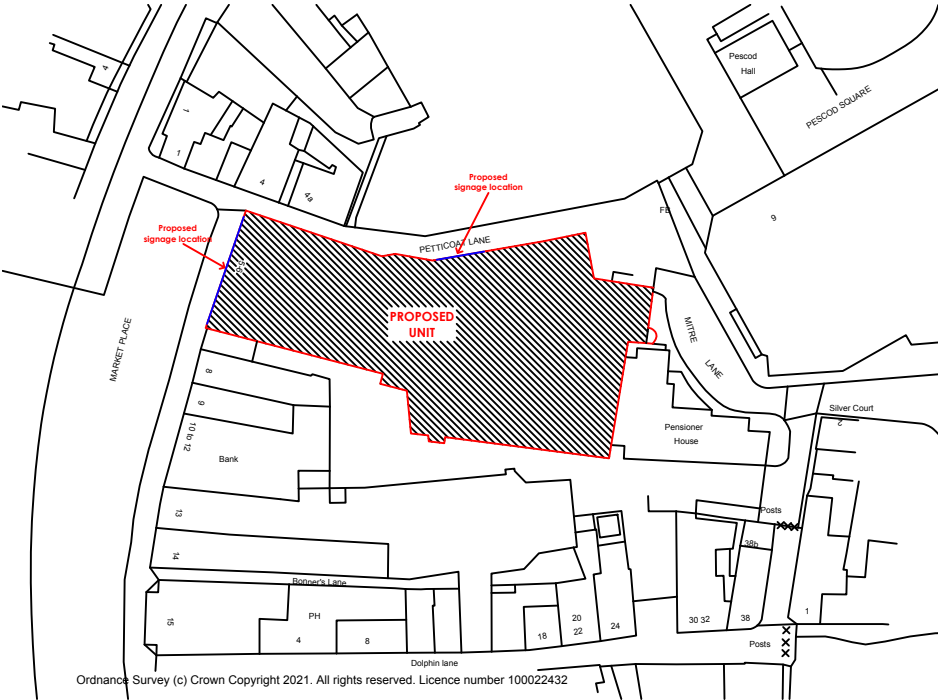 4
1
1
4
4a
Pescod
Hall
PESCOD SQUARE
9
FB
Proposed
signage location
Proposed
signage location
PETTICOAT LANE
PROPOSED
UNIT
MARKET PLACE
MITRE
LANE
8
9
10 to 12
Bank
Pensioner
House
Silver Court
2
13
14
Posts
38b
Bonner's Lane
15
PH
4
8
18
20
22
24
30 32
38
1
Posts
Dolphin lane
Ordnance Survey (c) Crown Copyright 2021. All rights reserved. Licence number 100022432